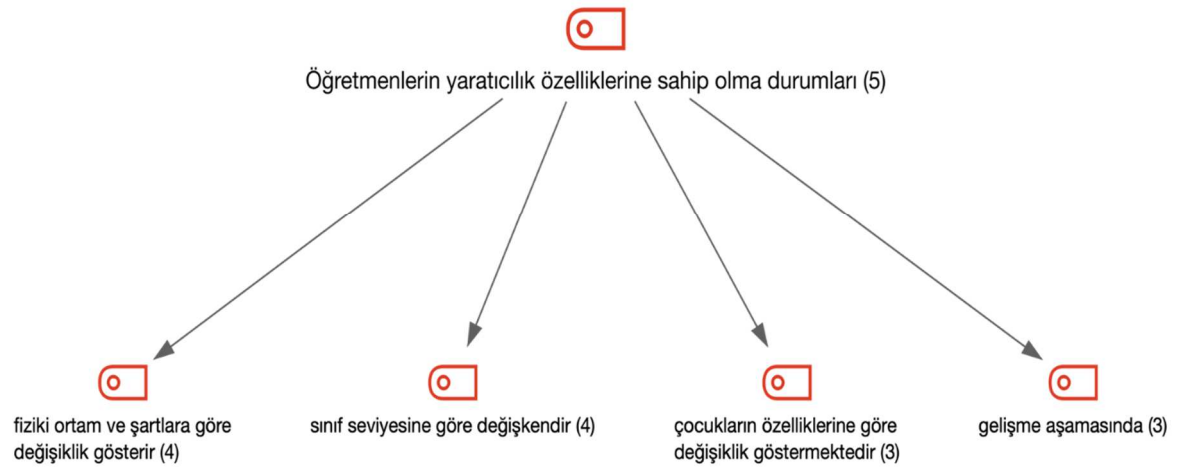 Öğretmenlerin yaratıcılık özelliklerine sahip olma durumları (5)
fiziki ortam ve şartlara göre
değişiklik gösterir (4)
sınıf seviyesine göre değişkendir (4)
çocukların özelliklerine göre
değişiklik göstermektedir (3)
gelişme aşamasında (3)